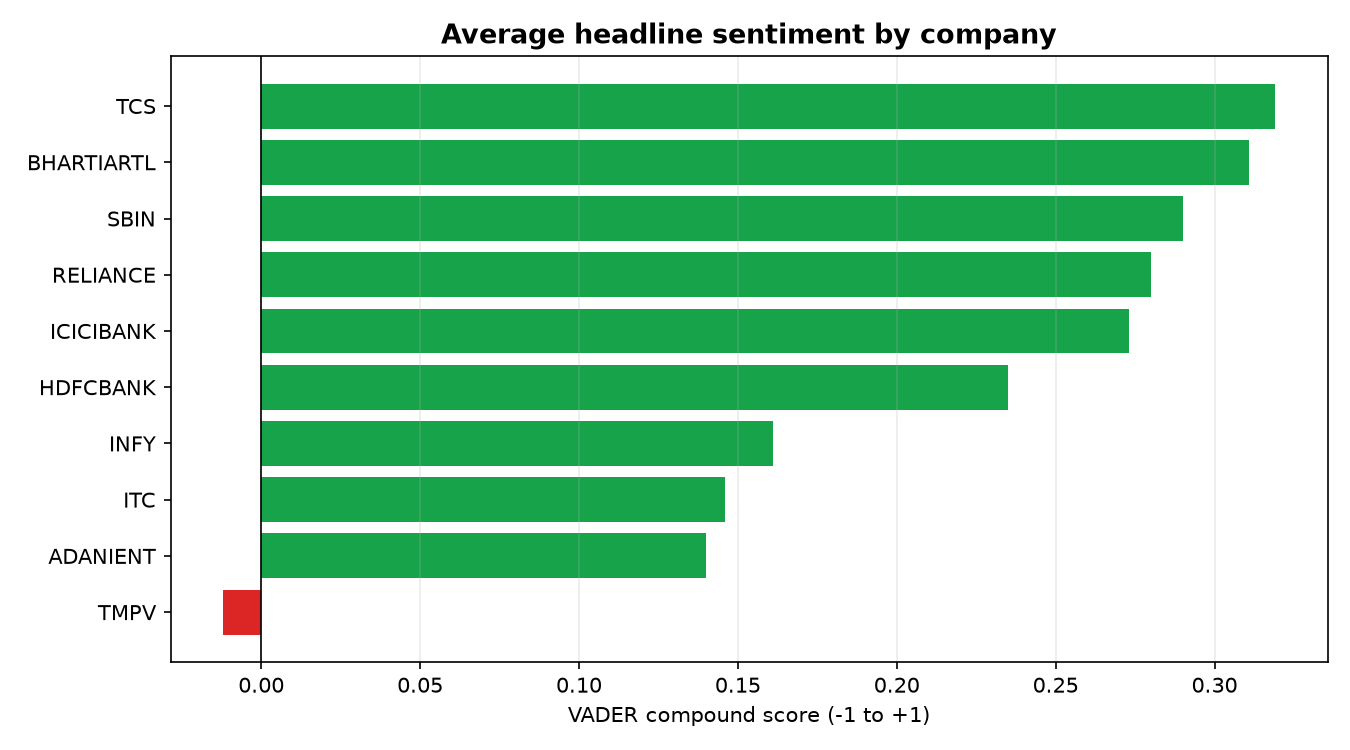 Average headline sentiment by company
TCS
BHARTIARTL
SBIN
RELIANCE
ICICIBANK
HDFCBANK
INFY
ITC
ADANIENT
TMPV
0.00 0.05 0.10 0.15 0.20 0.25 0.30
VADER compound score (-1 to +1)